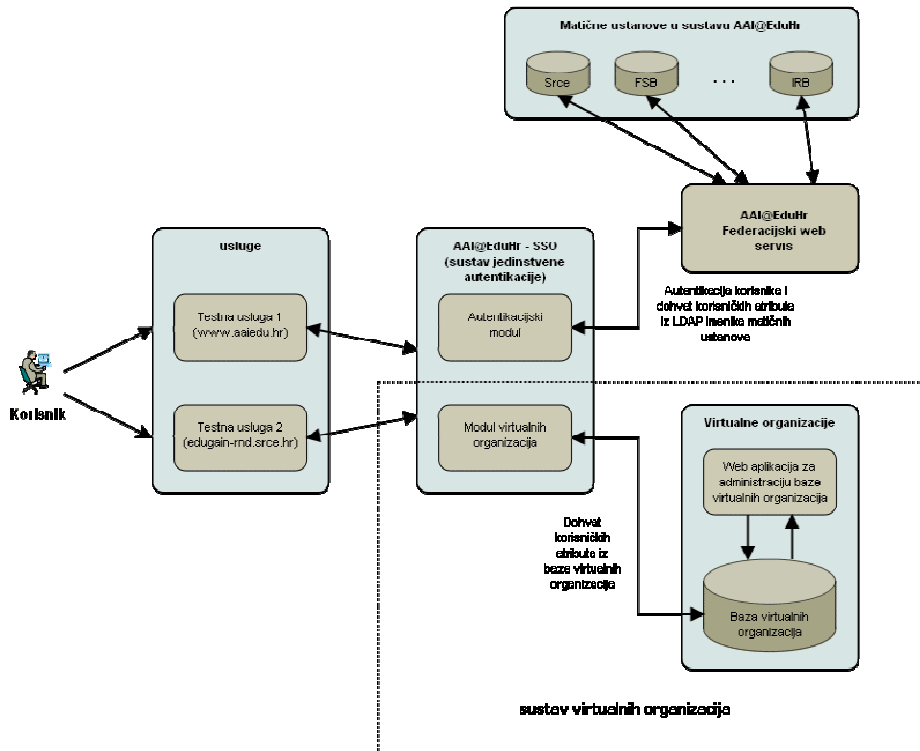 Matične ustanove u sustavu AAI@EduHr
Srce
FSB
...
IRB
AAI@EduHr
Federacijski web
servis
Autentikacija korisnika i
dohvat korisničkih atributa
iz LDAP imenika matičnih
ustanova
usluge
Testna usluga 1
(www.aaiedu.hr)
Testna usluga 2
(edugain-rnd.srce.hr)
AAI@EduHr - SSO
(sustav jedinstvene
autentikacije)
Autentikacijski
modul
Modul virtualnih
organizacija
Korisnik
Virtualne organizacije
Web aplikacija za
administraciju baze
virtualnih organizacija
Baza virtualnih
organizacija
Dohvat
korisničkih
atributa iz
baze virtualnih
organizacija
sustav virtualnih organizacija